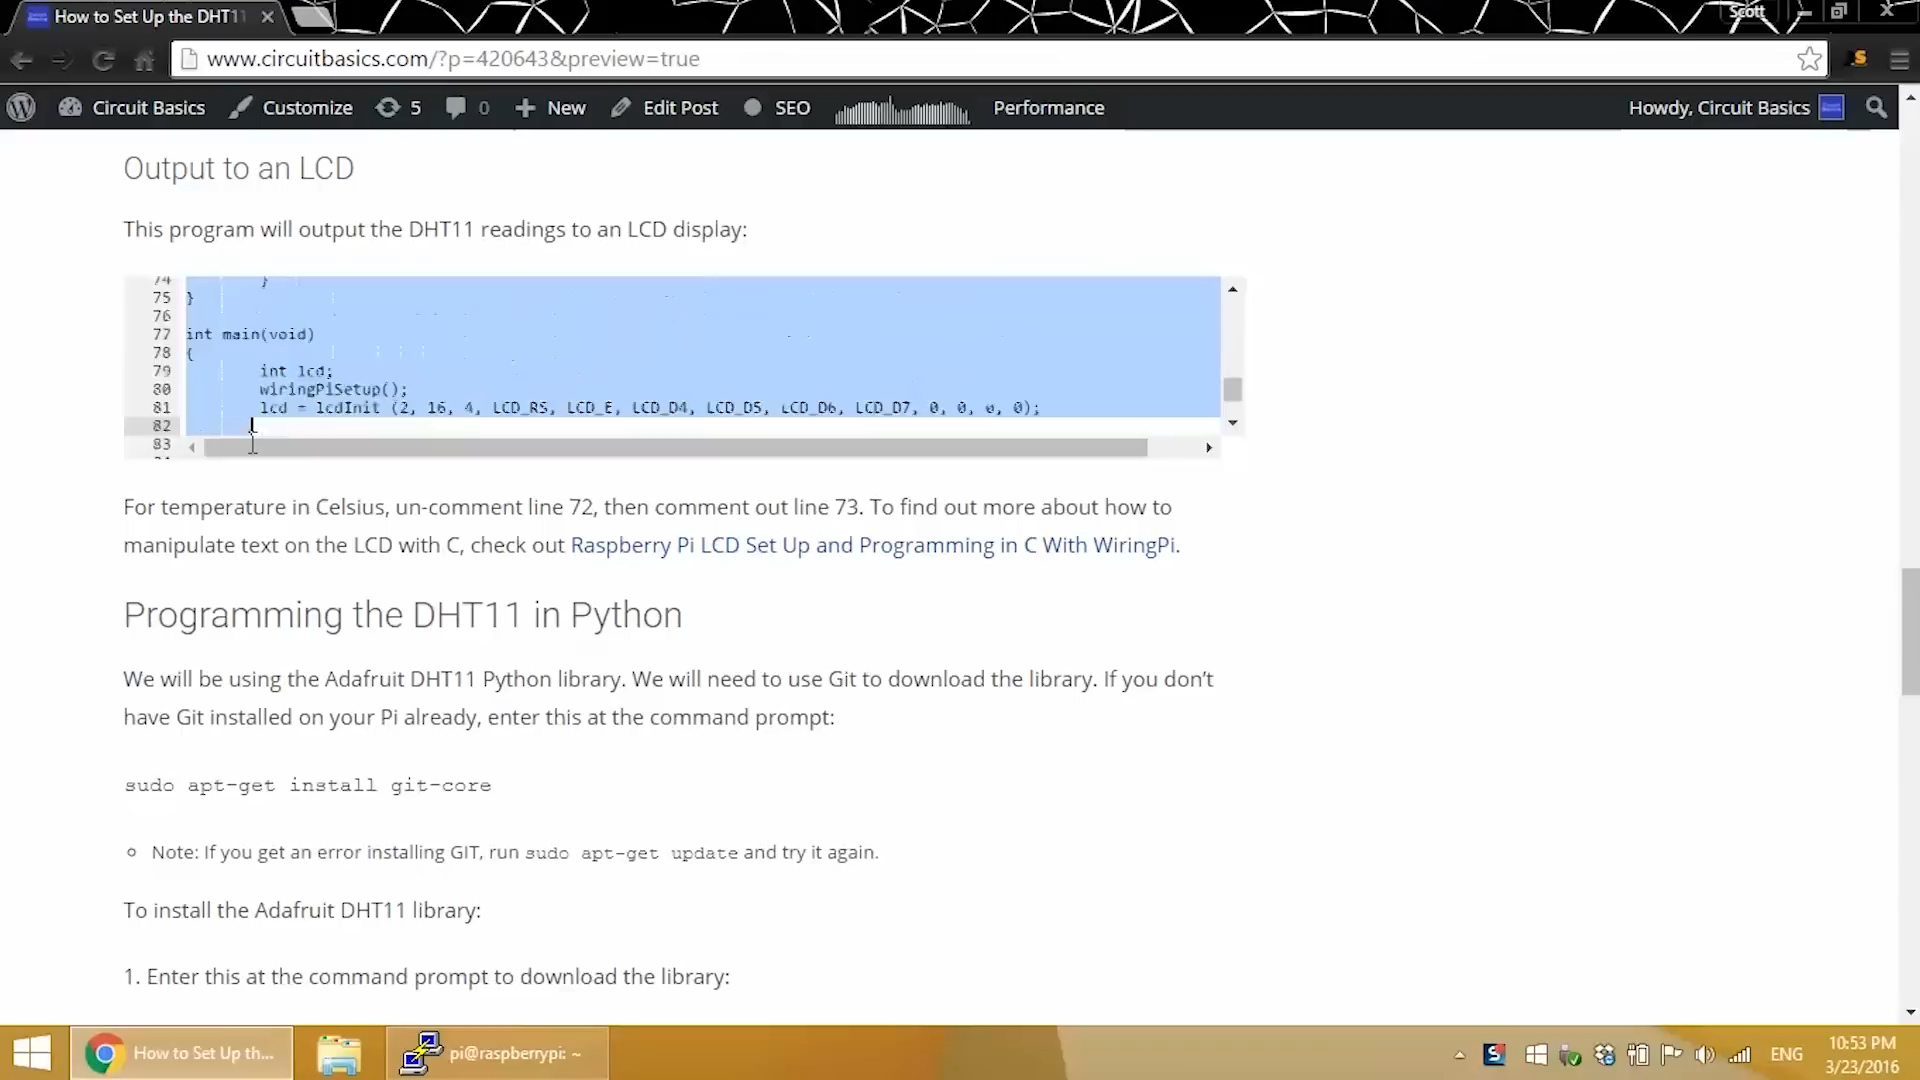 How to Set Up the DHT11
Scott
www.circuitbasics.com/?p=420643&preview=true
Circuit Basics Customize 5 0 New Edit Post SEO Performance Howdy, Circuit Basics
Output to an LCD
This program will output the DHT11 readings to an LCD display:
74 }
75 }
76
77 int main(void)
78 {
79 int lcd;
80 wiringPiSetup();
81 lcd = lcdInit (2, 16, 4, LCD_RS, LCD_E, LCD_D4, LCD_D5, LCD_D6, LCD_D7, 0, 0, 0, 0);
82
83
For temperature in Celsius, un-comment line 72, then comment out line 73. To find out more about how to
manipulate text on the LCD with C, check out Raspberry Pi LCD Set Up and Programming in C With WiringPi.
Programming the DHT11 in Python
We will be using the Adafruit DHT11 Python library. We will need to use Git to download the library. If you don’t
have Git installed on your Pi already, enter this at the command prompt:
sudo apt-get install git-core
Note: If you get an error installing GIT, run sudo apt-get update and try it again.
To install the Adafruit DHT11 library:
1. Enter this at the command prompt to download the library:
How to Set Up th...
pi@raspberrypi: ~
ENG
10:53 PM
3/23/2016